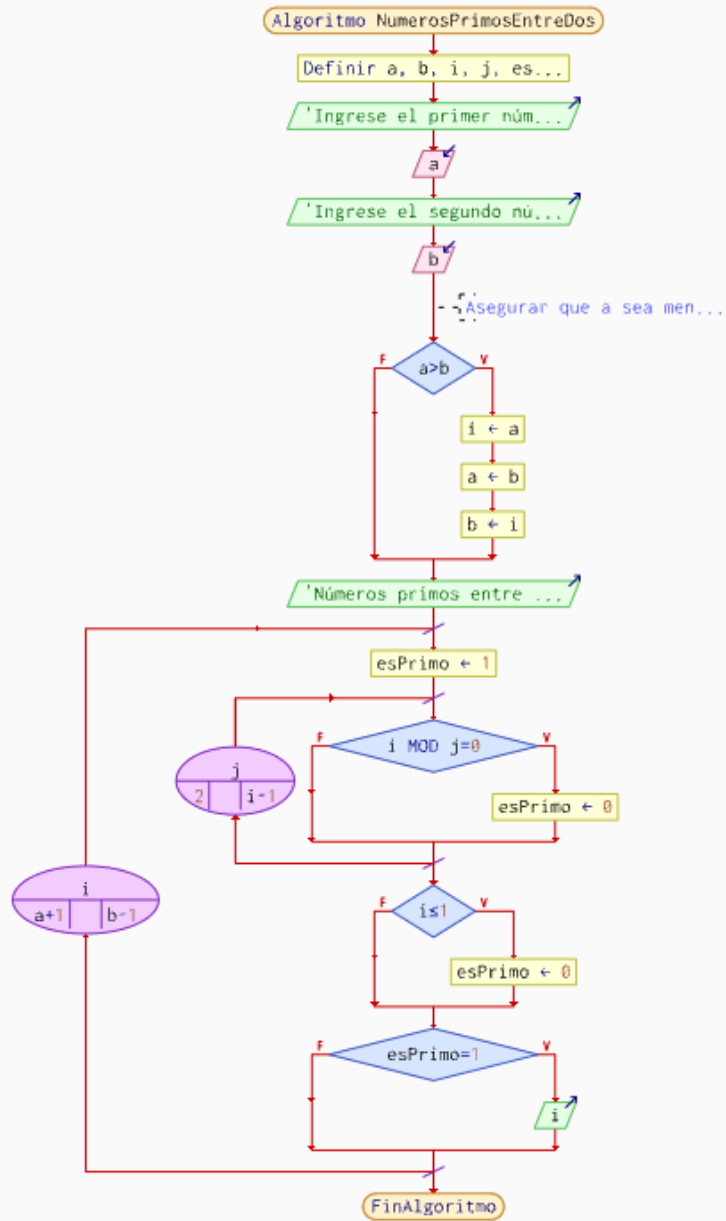 Algoritmo NumerosPrimosEntreDos
Definir a, b, i, j, es...
'Ingrese el primer núm...
a
'Ingrese el segundo nú...
b
Asegurar que a sea men...
F
V
a>b
i ← a
a ← b
b ← i
'Números primos entre ...
esPrimo ← 1
F
V
i MOD j=0
j
2
i-1
esPrimo ← 0
i
a+1
b-1
F
V
i≤1
esPrimo ← 0
F
V
esPrimo=1
i
FinAlgoritmo